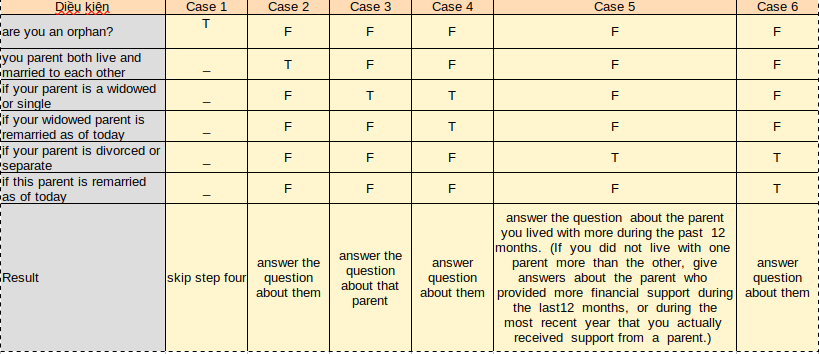 Diệu kiện Case 1 Case 2 Case 3 Case 4 Case 5 Case 6
are you an orphan? T F F F F F
you parent both live and
married to each other _ T F F F F
if your parent is a widowed
or single _ F T T F F
if your widowed parent is
remarried as of today _ F F T F F
if your parent is divorced or
separate _ F F F T T
if this parent is remarried
as of today _ F F F F T
Result
skip step four
answer the
question
about them
answer the
question
about that
parent
answer
question
about them
answer the question about the parent
you lived with more during the past 12
months. (If you did not live with one
parent more than the other, give
answers about the parent who
provided more financial support during
the last12 months, or during the
most recent year that you actually
received support from a parent.)
answer
question
about them